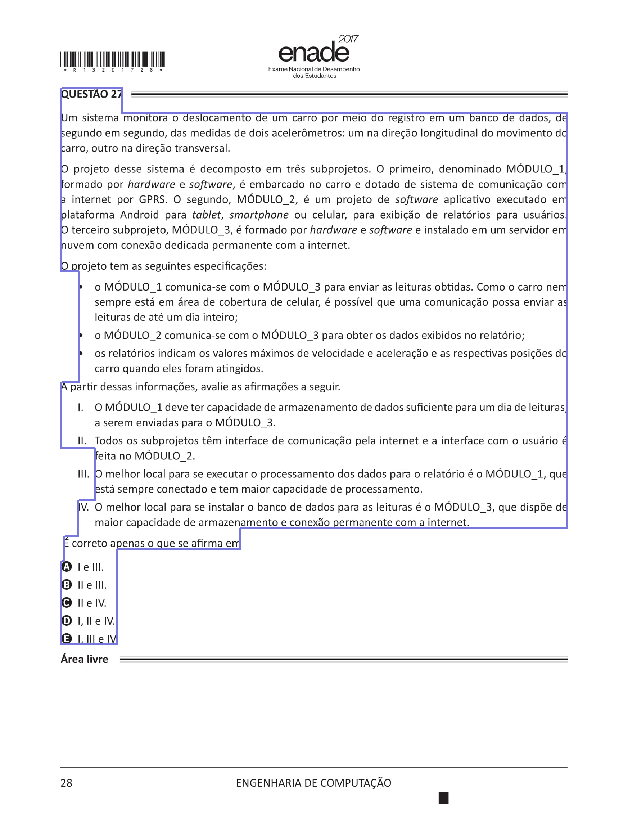 *R13201728*
enade 2017
Exame Nacional de Desempenho
dos Estudantes
QUESTÃO 27
Um sistema monitora o deslocamento de um carro por meio do registro em um banco de dados, de
segundo em segundo, das medidas de dois acelerômetros: um na direção longitudinal do movimento do
carro, outro na direção transversal.
O projeto desse sistema é decomposto em três subprojetos. O primeiro, denominado MÓDULO_1,
formado por hardware e software, é embarcado no carro e dotado de sistema de comunicação com
a internet por GPRS. O segundo, MÓDULO_2, é um projeto de software aplicativo executado em
plataforma Android para tablet, smartphone ou celular, para exibição de relatórios para usuários.
O terceiro subprojeto, MÓDULO_3, é formado por hardware e software e instalado em um servidor em
nuvem com conexão dedicada permanente com a internet.
O projeto tem as seguintes especificações:
• o MÓDULO_1 comunica-se com o MÓDULO_3 para enviar as leituras obtidas. Como o carro nem
sempre está em área de cobertura de celular, é possível que uma comunicação possa enviar as
leituras de até um dia inteiro;
• o MÓDULO_2 comunica-se com o MÓDULO_3 para obter os dados exibidos no relatório;
• os relatórios indicam os valores máximos de velocidade e aceleração e as respectivas posições do
carro quando eles foram atingidos.
A partir dessas informações, avalie as afirmações a seguir.
I. O MÓDULO_1 deve ter capacidade de armazenamento de dados suficiente para um dia de leituras,
a serem enviadas para o MÓDULO_3.
II. Todos os subprojetos têm interface de comunicação pela internet e a interface com o usuário é
feita no MÓDULO_2.
III. O melhor local para se executar o processamento dos dados para o relatório é o MÓDULO_1, que
está sempre conectado e tem maior capacidade de processamento.
IV. O melhor local para se instalar o banco de dados para as leituras é o MÓDULO_3, que dispõe de
maior capacidade de armazenamento e conexão permanente com a internet.
É correto apenas o que se afirma em
A I e III.
B II e III.
C II e IV.
D I, II e IV.
E I, III e IV
Área livre
28 ENGENHARIA DE COMPUTAÇÃO